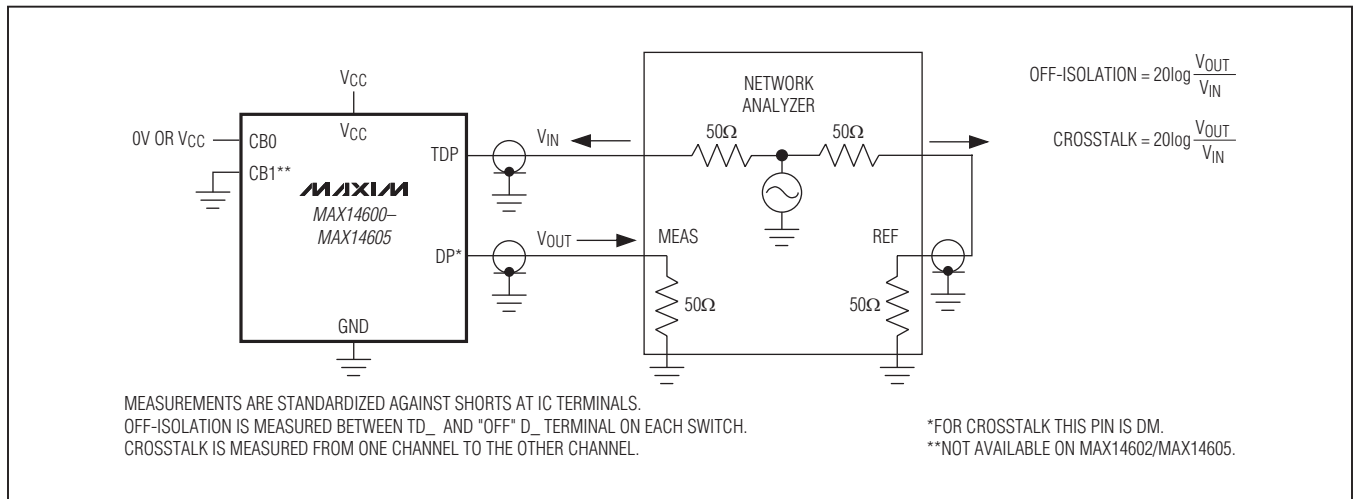 VCC
VCC
0V OR VCC
CB0
CB1**
TDP
MAXIM
MAX14600–
MAX14605
DP*
GND
VIN
VOUT
NETWORK
ANALYZER
50Ω
50Ω
MEAS
REF
50Ω
50Ω
OFF-ISOLATION = 20log VOUT/VIN
CROSSTALK = 20log VOUT/VIN
MEASUREMENTS ARE STANDARDIZED AGAINST SHORTS AT IC TERMINALS.
OFF-ISOLATION IS MEASURED BETWEEN TD_ AND "OFF" D_ TERMINAL ON EACH SWITCH.
CROSSTALK IS MEASURED FROM ONE CHANNEL TO THE OTHER CHANNEL.
*FOR CROSSTALK THIS PIN IS DM.
**NOT AVAILABLE ON MAX14602/MAX14605.